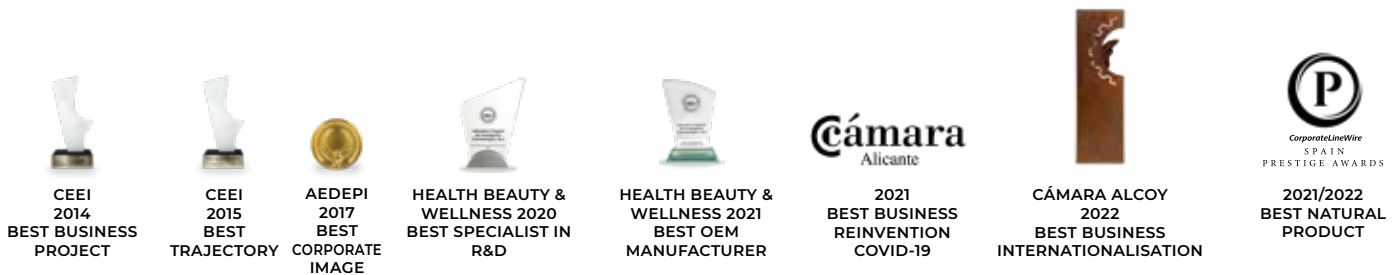 CEEI
2014
BEST BUSINESS
PROJECT
CEEI
2015
BEST
TRAJECTORY
AEDEPI
2017
BEST
CORPORATE
IMAGE
HEALTH BEAUTY &
WELLNESS 2020
BEST SPECIALIST IN
R&D
HEALTH BEAUTY &
WELLNESS 2021
BEST OEM
MANUFACTURER
cámara
Alicante
2021
BEST BUSINESS
REINVENTION
COVID-19
CÁMARA ALCOY
2022
BEST BUSINESS
INTERNATIONALISATION
P
CorporateLineWire
SPAIN
PRESTIGE AWARDS
2021/2022
BEST NATURAL
PRODUCT